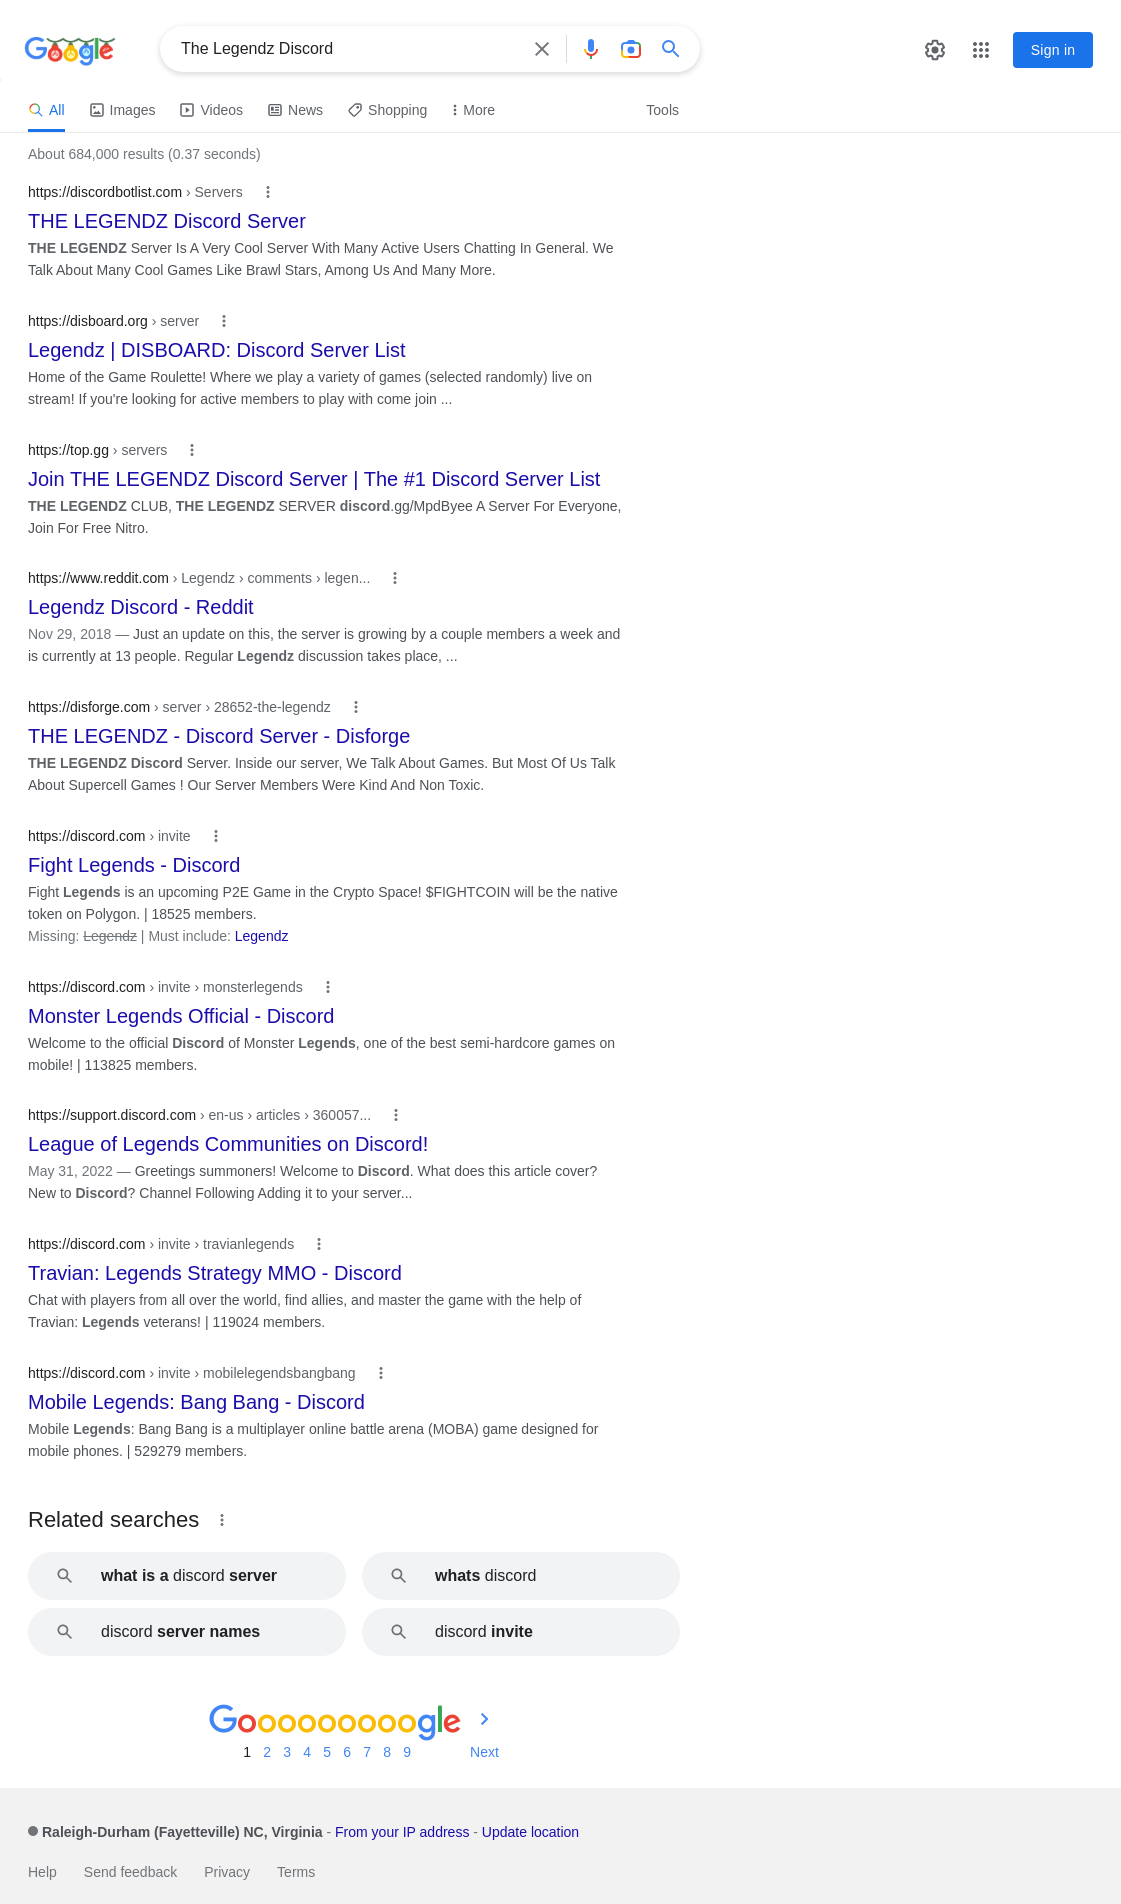 Google
The Legendz Discord
Sign in
All Images Videos News Shopping More Tools
About 684,000 results (0.37 seconds)
https://discordbotlist.com › Servers
THE LEGENDZ Discord Server
THE LEGENDZ Server Is A Very Cool Server With Many Active Users Chatting In General. We
Talk About Many Cool Games Like Brawl Stars, Among Us And Many More.
https://disboard.org › server
Legendz | DISBOARD: Discord Server List
Home of the Game Roulette! Where we play a variety of games (selected randomly) live on
stream! If you're looking for active members to play with come join ...
https://top.gg › servers
Join THE LEGENDZ Discord Server | The #1 Discord Server List
THE LEGENDZ CLUB, THE LEGENDZ SERVER discord.gg/MpdByee A Server For Everyone,
Join For Free Nitro.
https://www.reddit.com › Legendz › comments › legen...
Legendz Discord - Reddit
Nov 29, 2018 — Just an update on this, the server is growing by a couple members a week and
is currently at 13 people. Regular Legendz discussion takes place, ...
https://disforge.com › server › 28652-the-legendz
THE LEGENDZ - Discord Server - Disforge
THE LEGENDZ Discord Server. Inside our server, We Talk About Games. But Most Of Us Talk
About Supercell Games ! Our Server Members Were Kind And Non Toxic.
https://discord.com › invite
Fight Legends - Discord
Fight Legends is an upcoming P2E Game in the Crypto Space! $FIGHTCOIN will be the native
token on Polygon. | 18525 members.
Missing: Legendz | Must include: Legendz
https://discord.com › invite › monsterlegends
Monster Legends Official - Discord
Welcome to the official Discord of Monster Legends, one of the best semi-hardcore games on
mobile! | 113825 members.
https://support.discord.com › en-us › articles › 360057...
League of Legends Communities on Discord!
May 31, 2022 — Greetings summoners! Welcome to Discord. What does this article cover?
New to Discord? Channel Following Adding it to your server...
https://discord.com › invite › travianlegends
Travian: Legends Strategy MMO - Discord
Chat with players from all over the world, find allies, and master the game with the help of
Travian: Legends veterans! | 119024 members.
https://discord.com › invite › mobilelegendsbangbang
Mobile Legends: Bang Bang - Discord
Mobile Legends: Bang Bang is a multiplayer online battle arena (MOBA) game designed for
mobile phones. | 529279 members.
Related searches
what is a discord server
whats discord
discord server names
discord invite
Goooooooooogle
1 2 3 4 5 6 7 8 9 Next
Raleigh-Durham (Fayetteville) NC, Virginia - From your IP address - Update location
Help Send feedback Privacy Terms